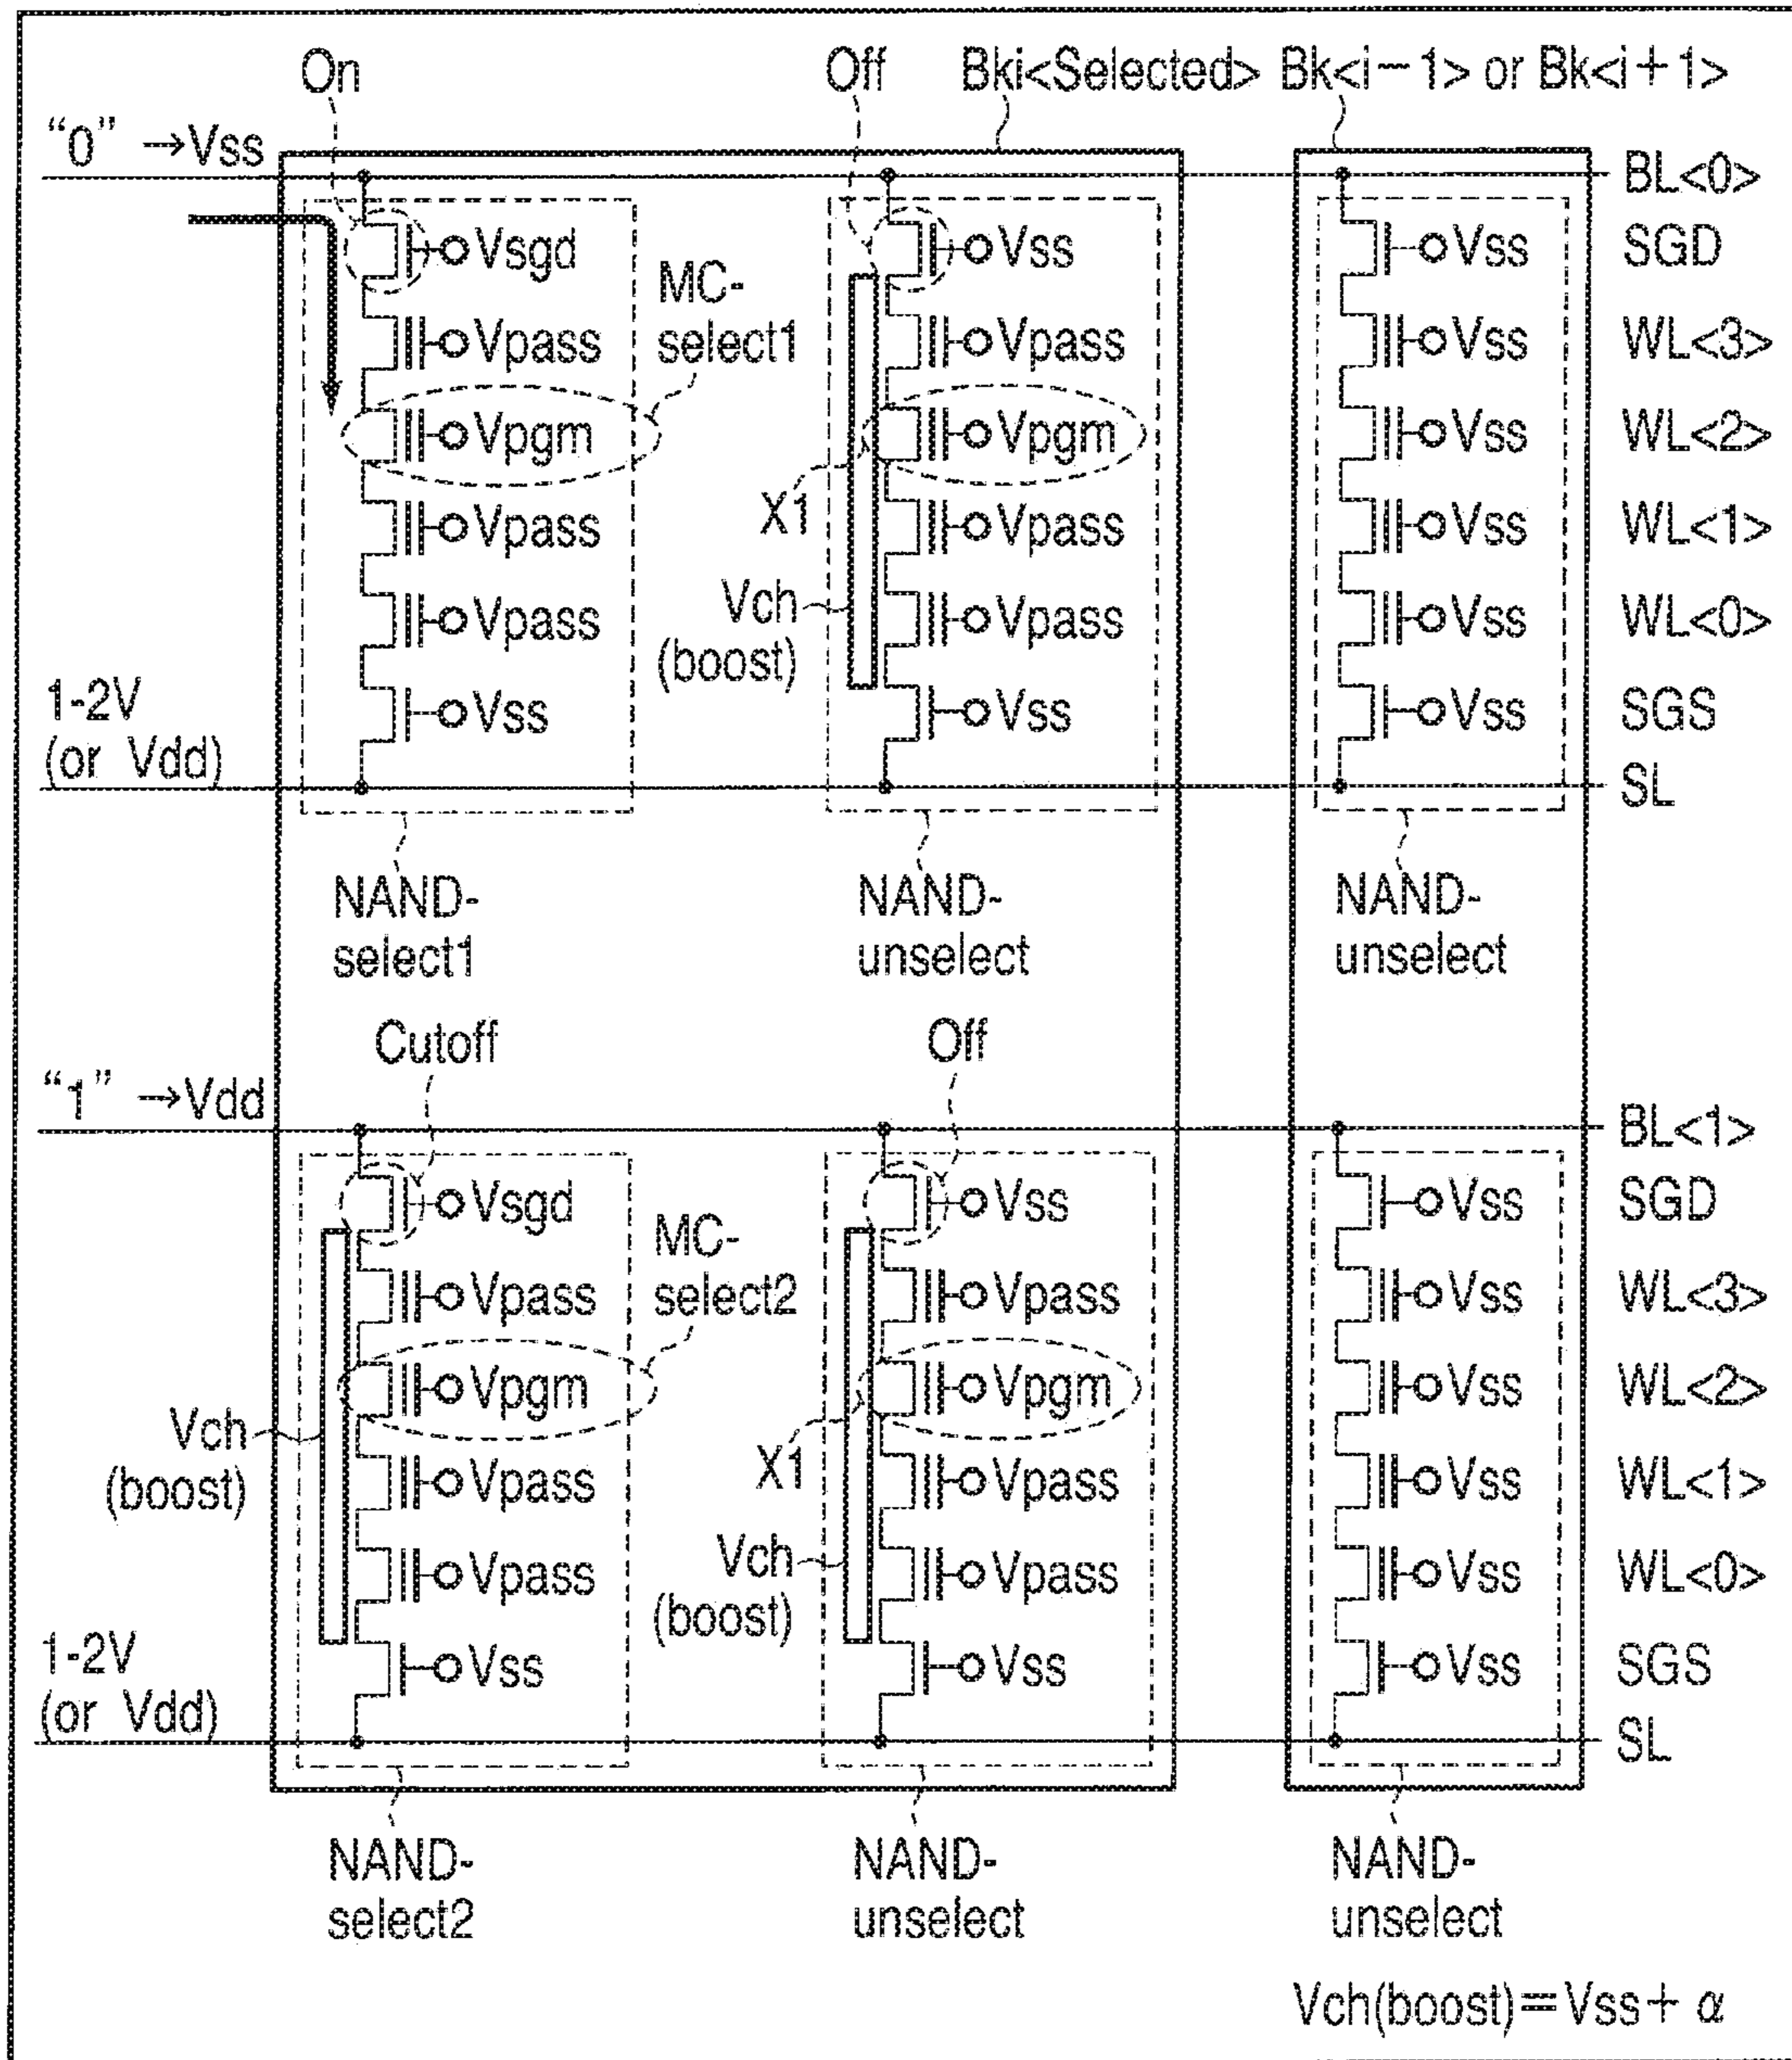 On Off Bki<Selected> Bk<i−1> or Bk<i+1>
“0” →Vss BL<0>
Vsgd Vss Vss SGD
MC-
select1
Vpass Vpass Vss WL<3>
Vpgm Vpgm Vss WL<2>
X1
Vpass Vpass Vss WL<1>
Vch
(boost)
Vpass Vpass Vss WL<0>
1-2V
(or Vdd)
Vss Vss Vss SGS
SL
NAND- NAND- NAND-
select1 unselect unselect
Cutoff Off
“1” →Vdd BL<1>
Vsgd Vss Vss SGD
MC-
select2
Vpass Vpass Vss WL<3>
Vpgm Vpgm Vss WL<2>
Vch
(boost)
X1
Vpass Vpass Vss WL<1>
Vch
(boost)
Vpass Vpass Vss WL<0>
1-2V
(or Vdd)
Vss Vss Vss SGS
SL
NAND- NAND- NAND-
select2 unselect unselect
Vch(boost)=Vss+ α